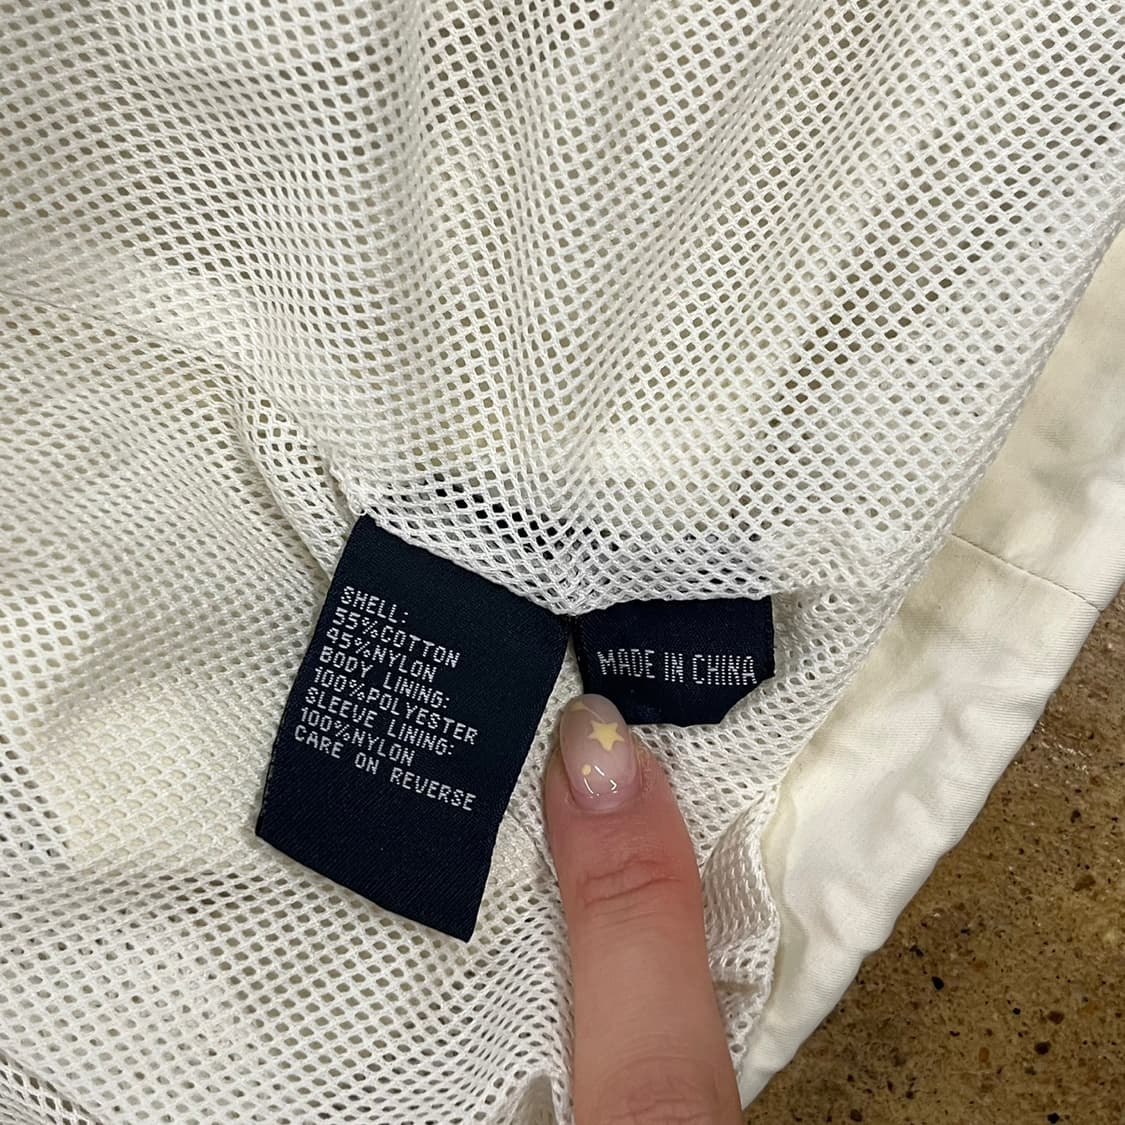 SHELL:
55%COTTON
45%NYLON
BODY LINING:
100%POLYESTER
SLEEVE LINING:
100%NYLON
CARE ON REVERSE
MADE IN CHINA